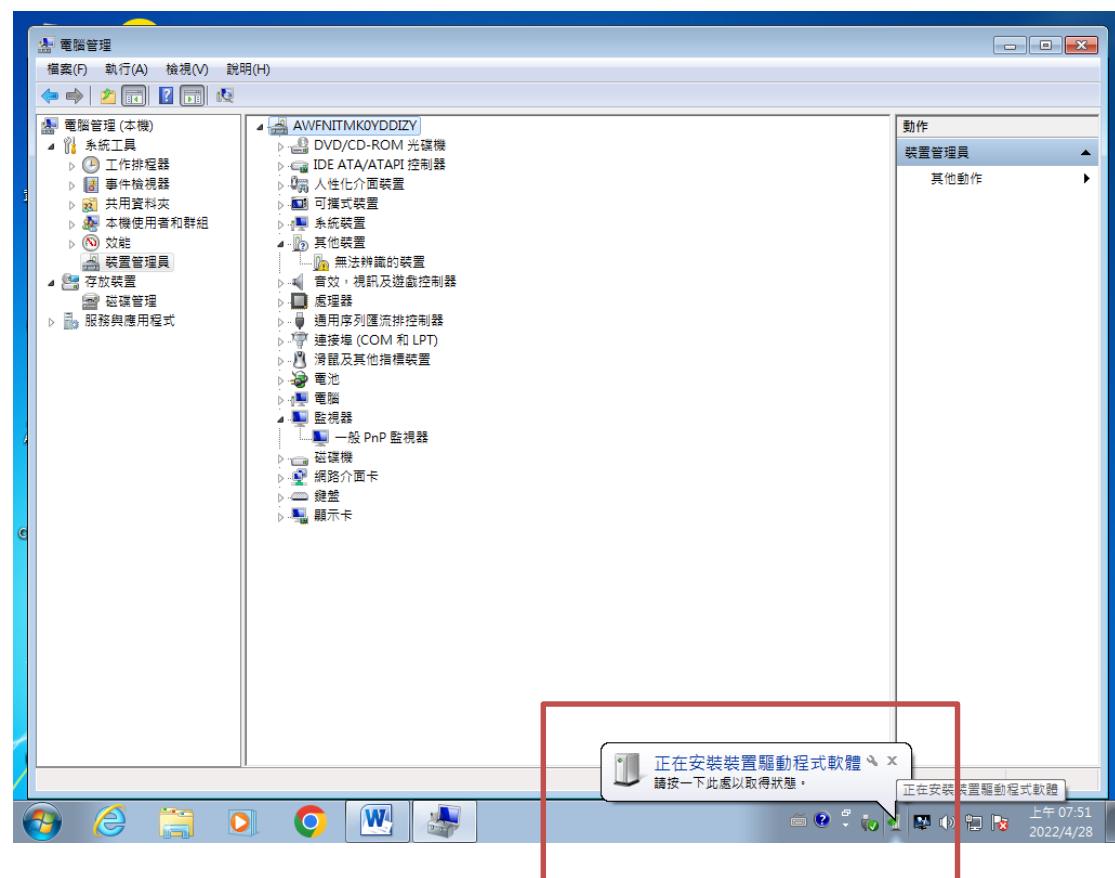 電腦管理
檔案(F) 執行(A) 檢視(V) 說明(H)
電腦管理 (本機)
系統工具
工作排程器
事件檢視器
共用資料夾
本機使用者和群組
效能
裝置管理員
存放裝置
磁碟管理
服務與應用程式
AWFNITMK0YDDIZY
DVD/CD-ROM 光碟機
IDE ATA/ATAPI 控制器
人性化介面裝置
可攜式裝置
系統裝置
其他裝置
無法辨識的裝置
音效,視訊及遊戲控制器
處理器
通用序列匯流排控制器
連接埠 (COM 和 LPT)
滑鼠及其他指標裝置
電池
電腦
監視器
一般 PnP 監視器
磁碟機
網路介面卡
鍵盤
顯示卡
動作
裝置管理員
其他動作
正在安裝裝置驅動程式軟體
請按一下此處以取得狀態。
正在安裝裝置驅動程式軟體
上午 07:51
2022/4/28